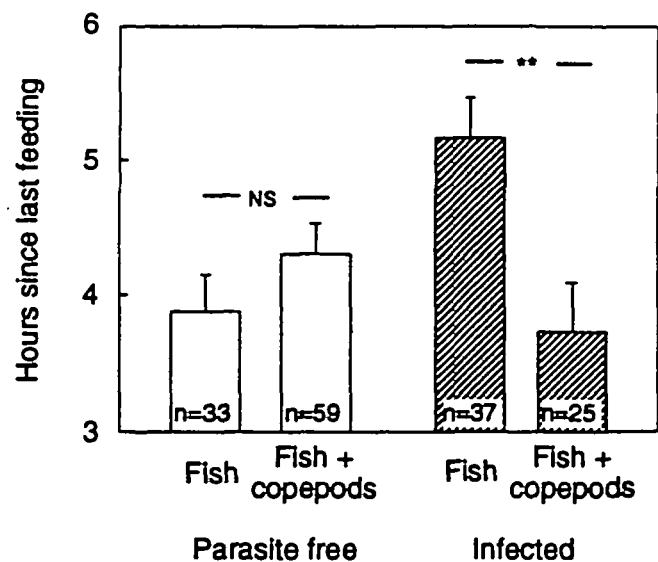 Hours since last feeding
6
5
4
3
NS
**
n=33
n=59
n=37
n=25
Fish
Fish +
copepods
Fish
Fish +
copepods
Parasite free
Infected